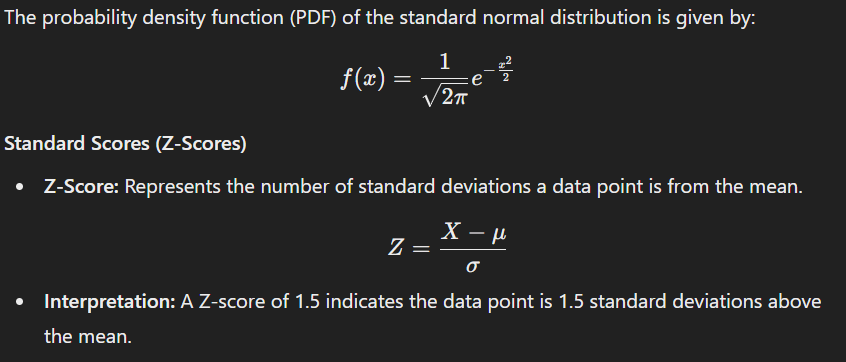 The probability density function (PDF) of the standard normal distribution is given by:
f(x) = \frac{1}{\sqrt{2\pi}} e^{-\frac{x^2}{2}}
Standard Scores (Z-Scores)
• Z-Score: Represents the number of standard deviations a data point is from the mean.
Z = \frac{X - \mu}{\sigma}
• Interpretation: A Z-score of 1.5 indicates the data point is 1.5 standard deviations above
the mean.